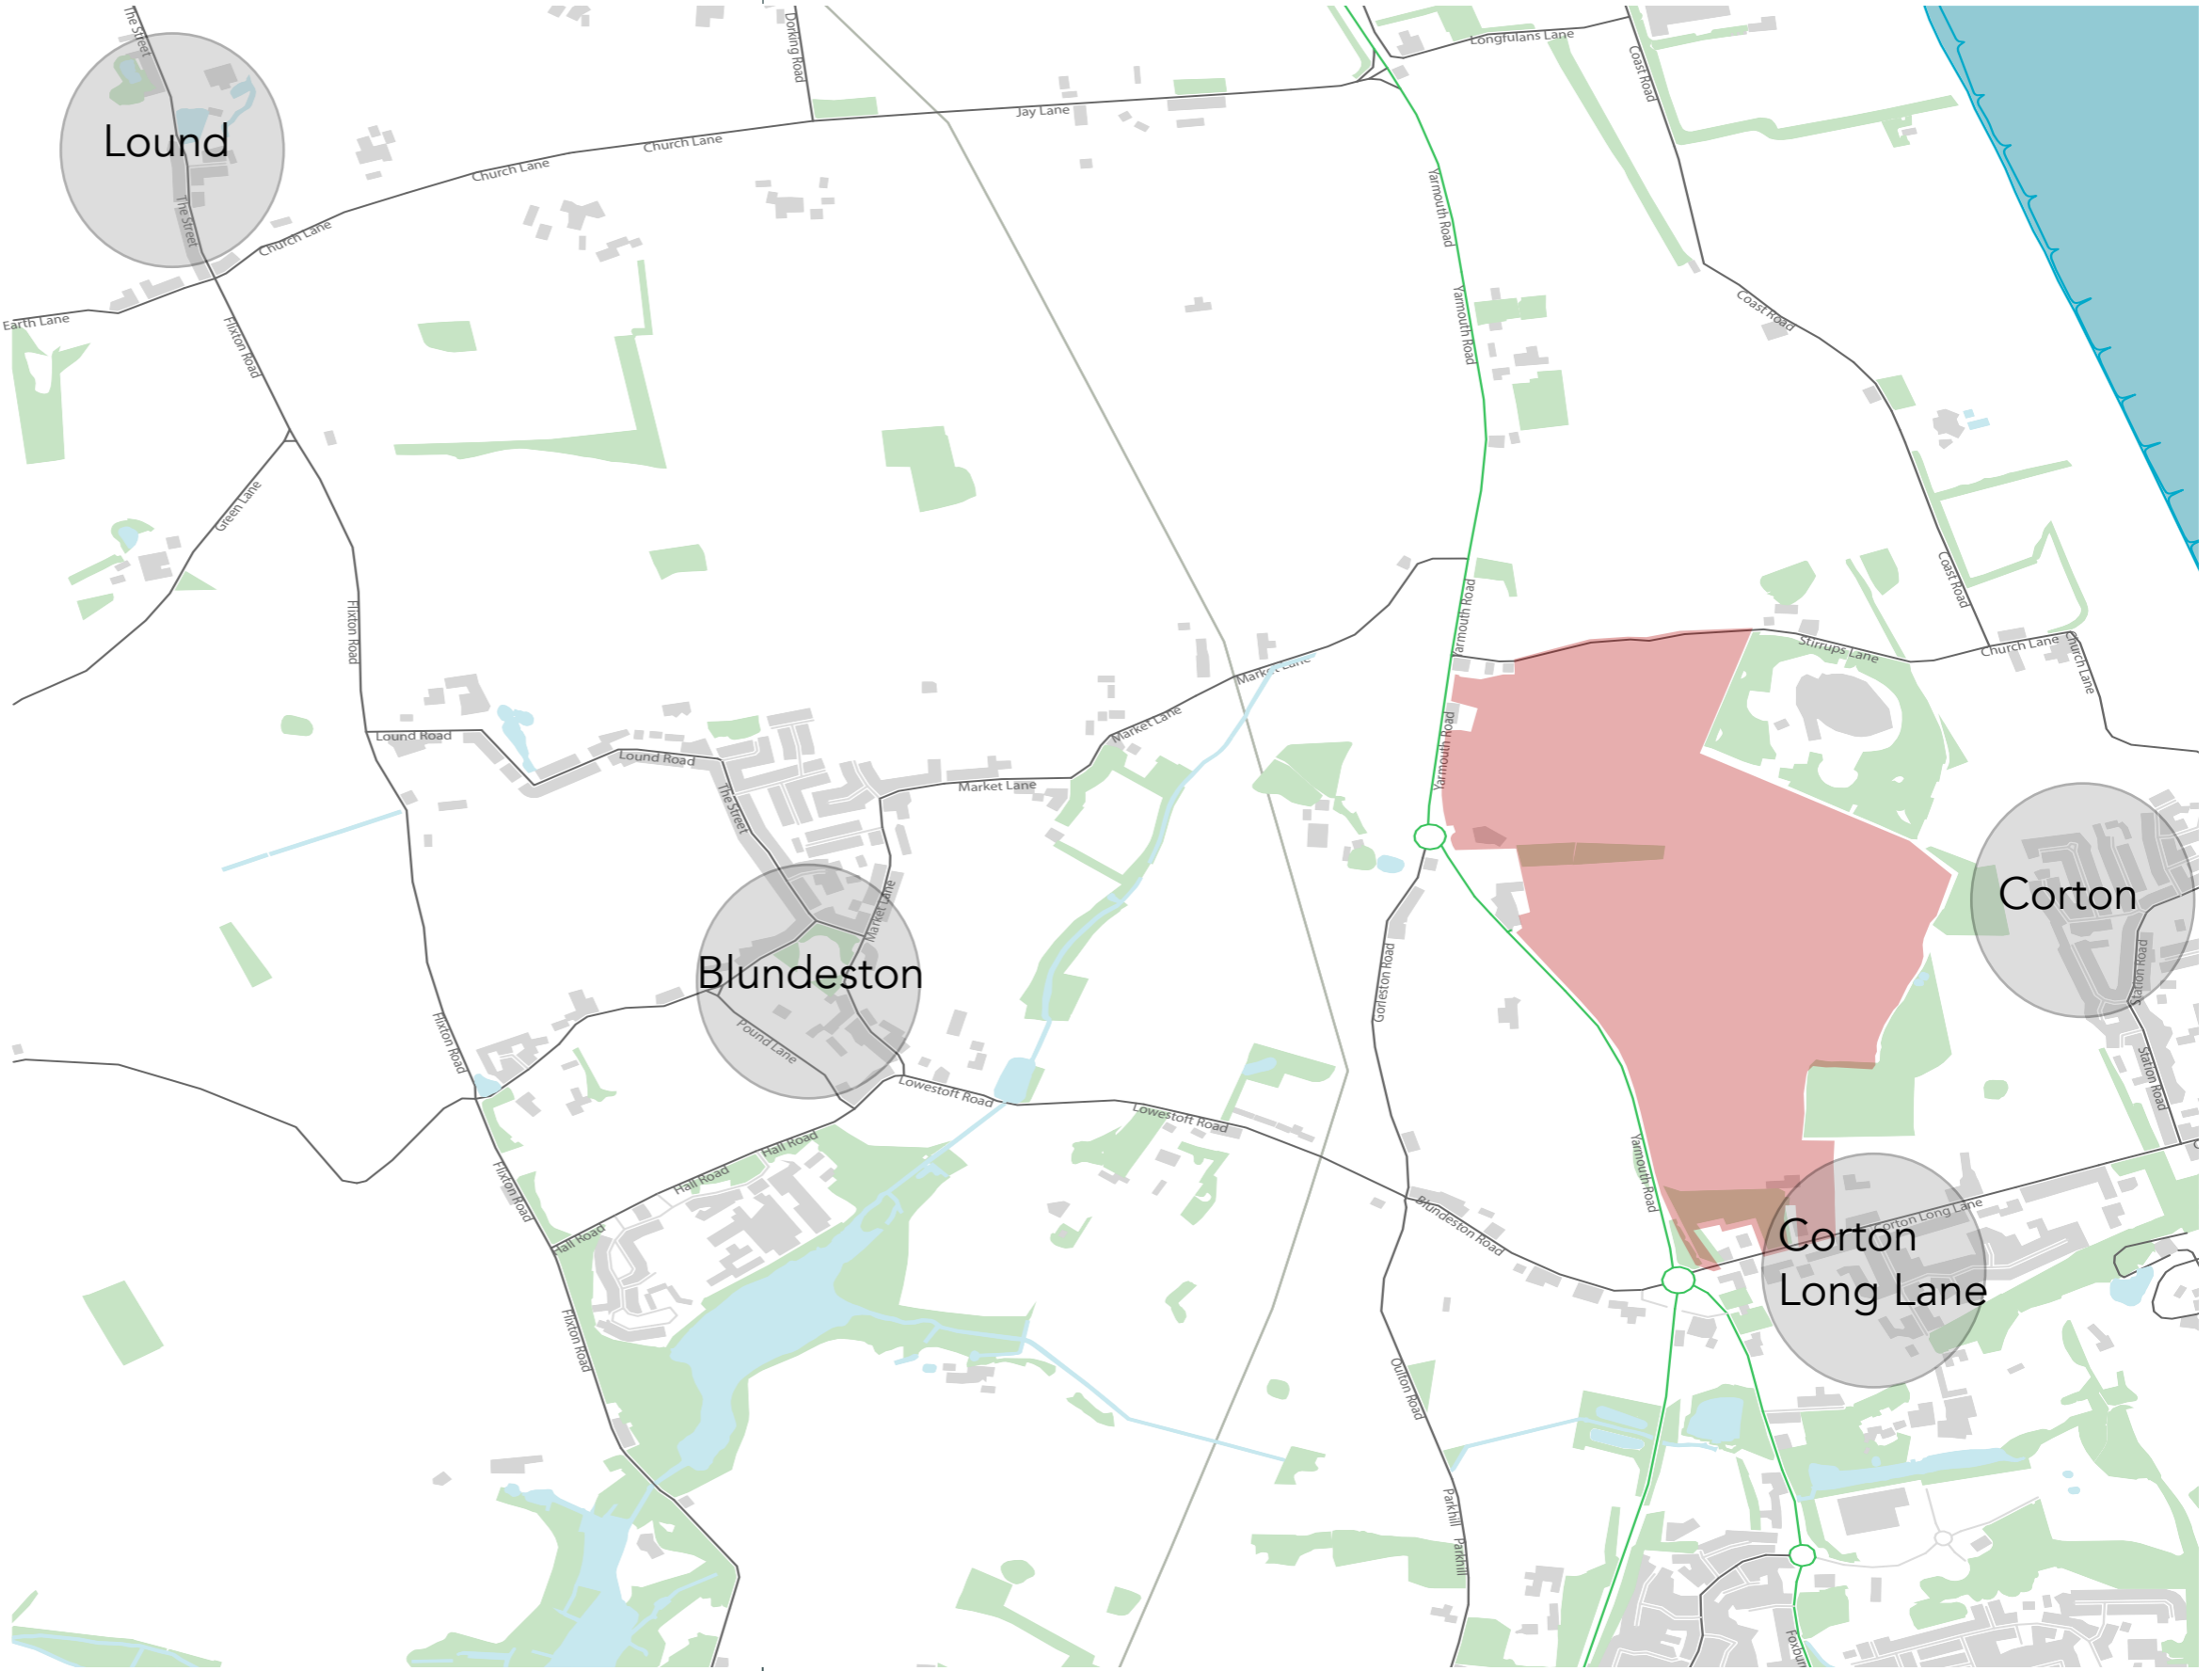 The Street
Dorking Road
Longfulans Lane
Coast Road
Jay Lane
Church Lane
Church Lane
Lound
The Street
Church Lane
Yarmouth Road
Earth Lane
Flixton Road
Yarmouth Road
Coast Road
Green Lane
Coast Road
Flixton Road
Yarmouth Road
Stirrups Lane
Church Lane
Church Lane
Market Lane
Market Lane
Lound Road
Lound Road
Yarmouth Road
The Street
Market Lane
Corton
Market Lane
Blundeston
Station Road
Gorleston Road
Flixton Road
Pound Lane
Station Road
Lowestoft Road
Lowestoft Road
Hall Road
Hall Road
Yarmouth Road
Flixton Road
Hall Road
Blundeston Road
Corton Long Lane
Corton
Long Lane
Flixton Road
Oulton Road
Parkhill
Parkhill